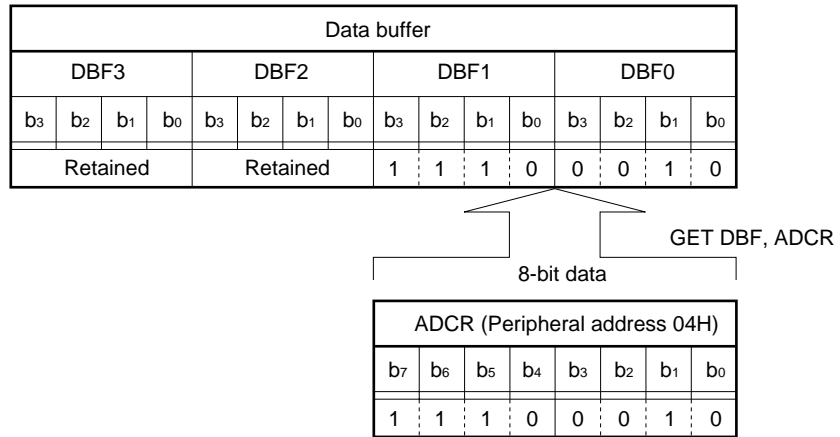 Data buffer
DBF3 DBF2 DBF1 DBF0
b3 b2 b1 b0 b3 b2 b1 b0 b3 b2 b1 b0 b3 b2 b1 b0
Retained Retained 1 1 1 0 0 0 1 0
GET DBF, ADCR
8-bit data
ADCR (Peripheral address 04H)
b7 b6 b5 b4 b3 b2 b1 b0
1 1 1 0 0 0 1 0